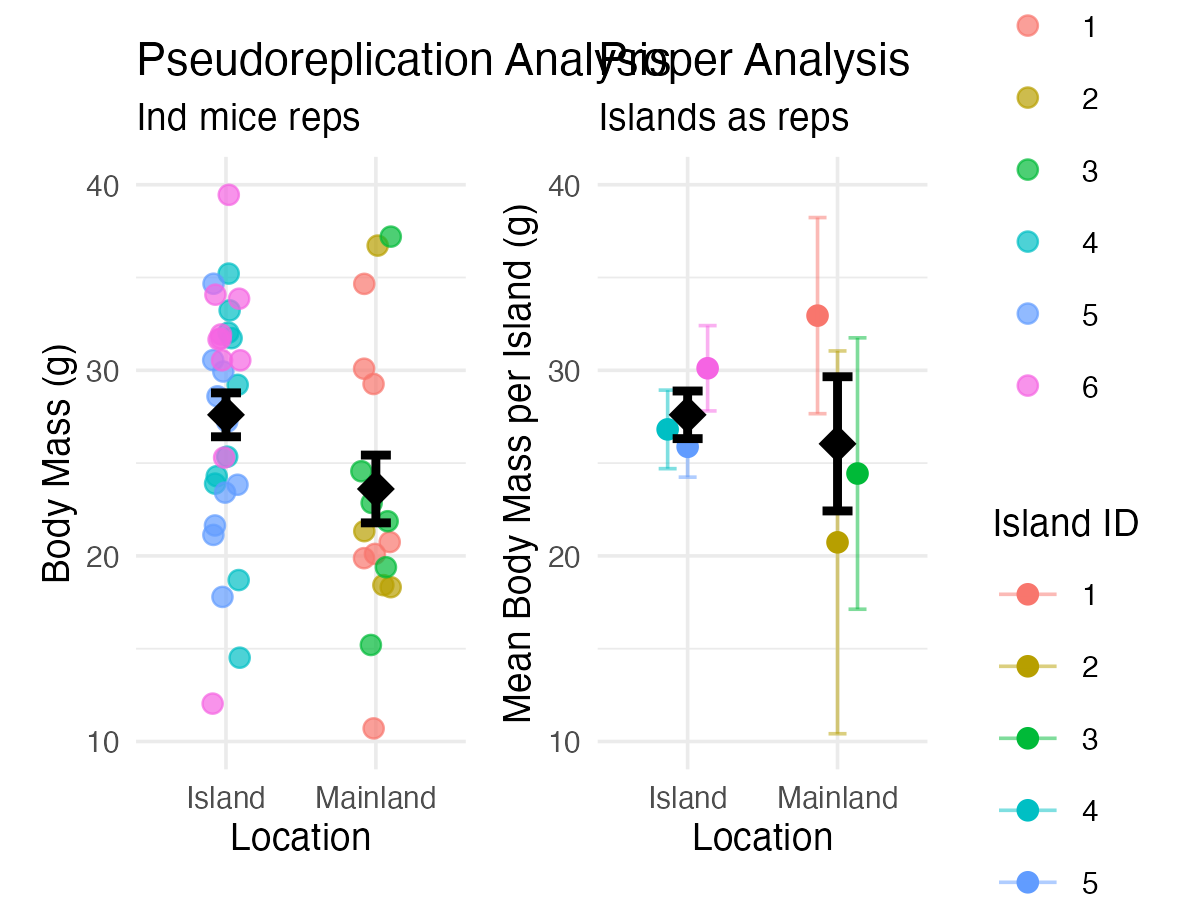 Pseudoreplication Analysis
Ind mice reps
Body Mass (g)
40
30
20
10
Island Mainland
Location
Proper Analysis
Islands as reps
Mean Body Mass per Island (g)
40
30
20
10
Island Mainland
Location
1
2
3
4
5
6
Island ID
1
2
3
4
5